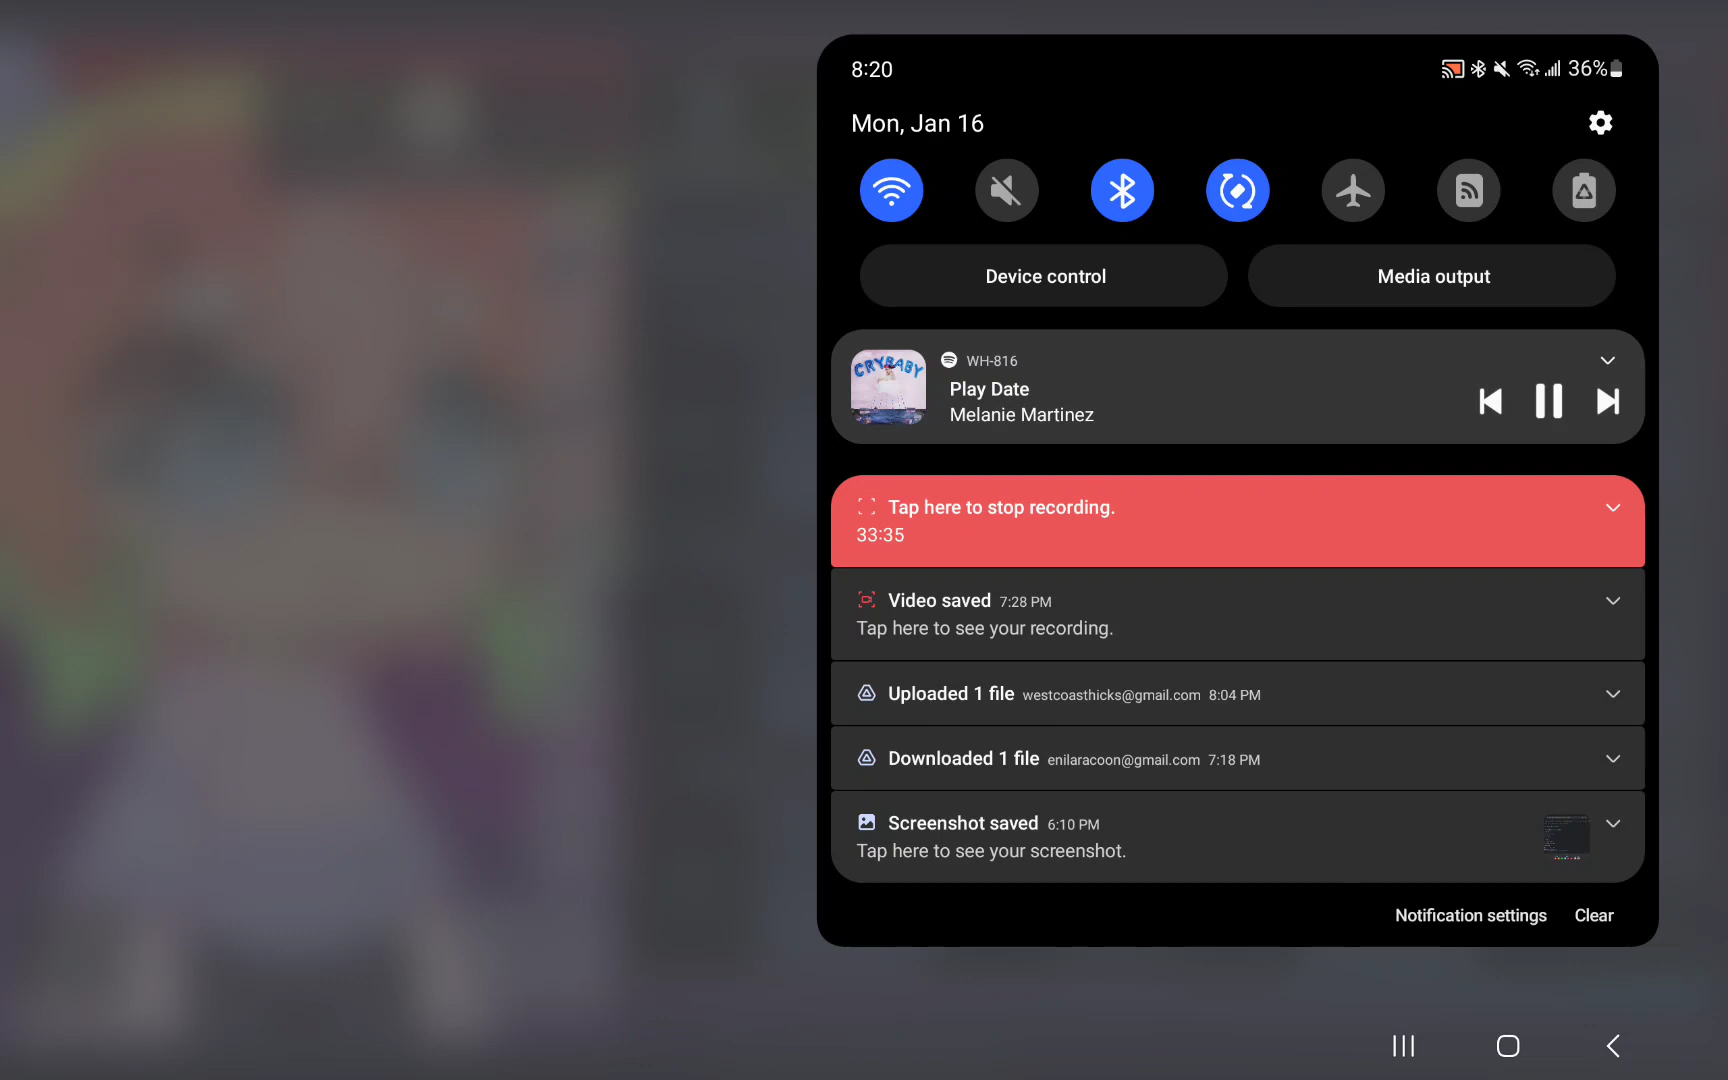 8:20
36%
Mon, Jan 16
Device control
Media output
CRYBABY
WH-816
Play Date
Melanie Martinez
Tap here to stop recording.
33:35
Video saved 7:28 PM
Tap here to see your recording.
Uploaded 1 file westcoasthicks@gmail.com 8:04 PM
Downloaded 1 file enilaracoon@gmail.com 7:18 PM
Screenshot saved 6:10 PM
Tap here to see your screenshot.
Notification settings
Clear